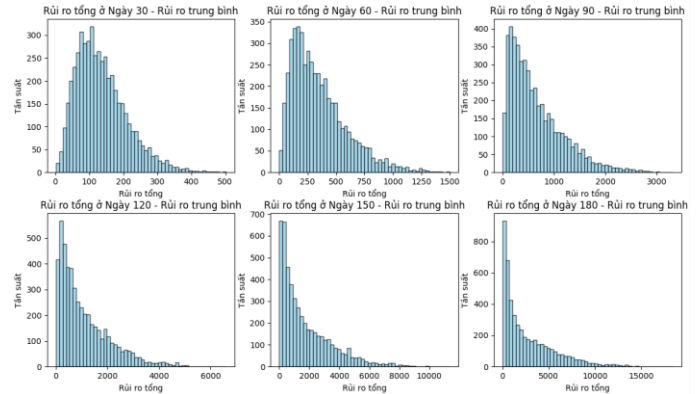 Rủi ro tổng ở Ngày 30 - Rủi ro trung bình
Tần suất
300
250
200
150
100
50
0
0 100 200 300 400 500
Rủi ro tổng
Rủi ro tổng ở Ngày 60 - Rủi ro trung bình
Tần suất
350
300
250
200
150
100
50
0
0 250 500 750 1000 1250 1500
Rủi ro tổng
Rủi ro tổng ở Ngày 90 - Rủi ro trung bình
Tần suất
400
350
300
250
200
150
100
50
0
0 1000 2000 3000
Rủi ro tổng
Rủi ro tổng ở Ngày 120 - Rủi ro trung bình
Tần suất
500
400
300
200
100
0
0 2000 4000 6000
Rủi ro tổng
Rủi ro tổng ở Ngày 150 - Rủi ro trung bình
Tần suất
700
600
500
400
300
200
100
0
0 2000 4000 6000 8000 10000
Rủi ro tổng
Rủi ro tổng ở Ngày 180 - Rủi ro trung bình
Tần suất
800
600
400
200
0
0 5000 10000 15000
Rủi ro tổng